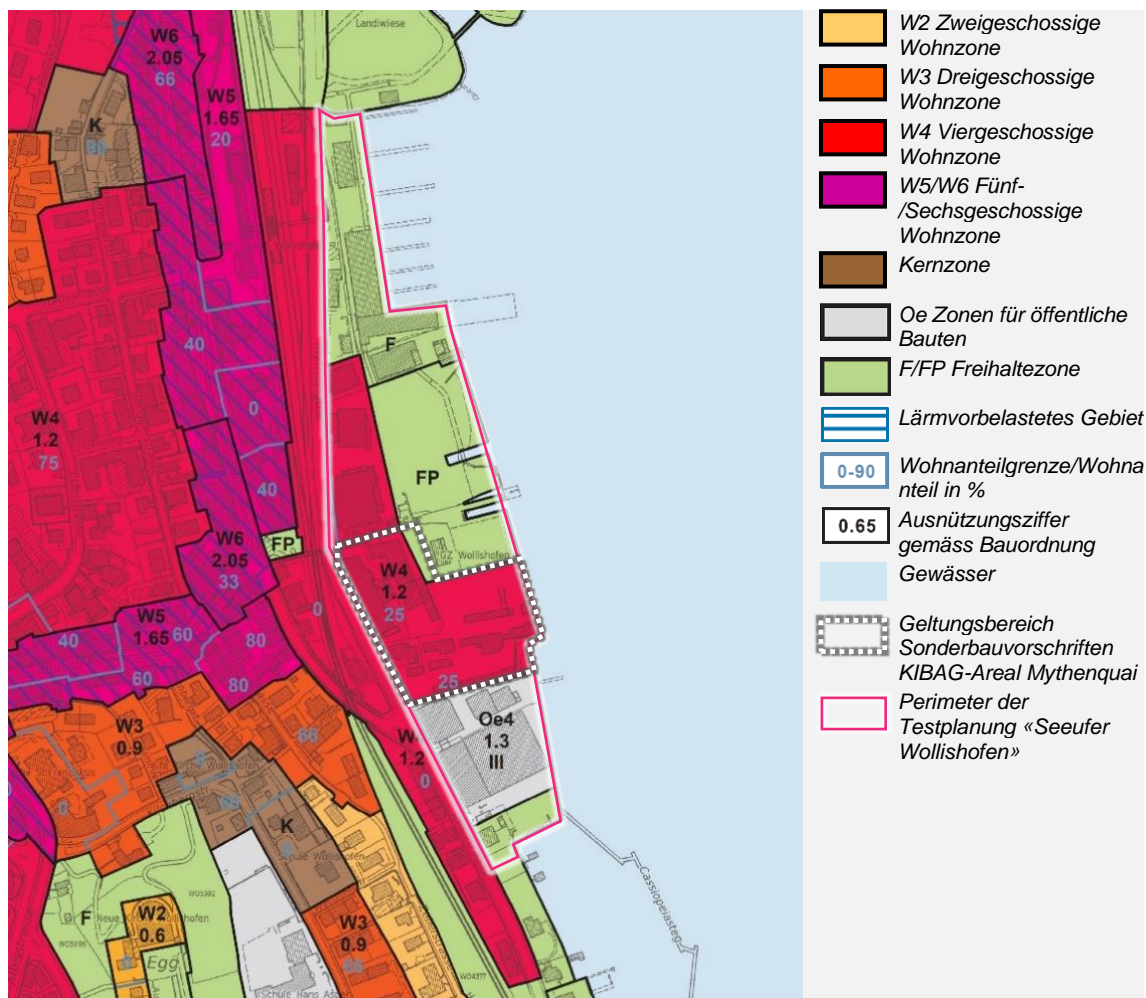 Landiwiese
W6
2.05
66
W5
1.65
20
K
F
40
W4
1.2
75
0
FP
40
GZ Wollishofen
FP
W6
2.05
33
W4
1.2
25
0
W5
1.65
60
40
80
60
80
25
W3
0.9
66
Oe4
1.3
III
1.2
0
K
Schule Wollishofen
Cassiopeiasteg
F
W2
0.6
Egg
W3
0.9
W2 Zweigeschossige
Wohnzone
W3 Dreigeschossige
Wohnzone
W4 Viergeschossige
Wohnzone
W5/W6 Fünf-
/Sechsgeschossige
Wohnzone
Kernzone
Oe Zonen für öffentliche
Bauten
F/FP Freihaltezone
Lärmvorbelastetes Gebiet
0-90
Wohnanteilgrenze/Wohna
nteil in %
0.65
Ausnützungsziffer
gemäss Bauordnung
Gewässer
Geltungsbereich
Sonderbauvorschriften
KIBAG-Areal Mythenquai
Perimeter der
Testplanung «Seeufer
Wollishofen»